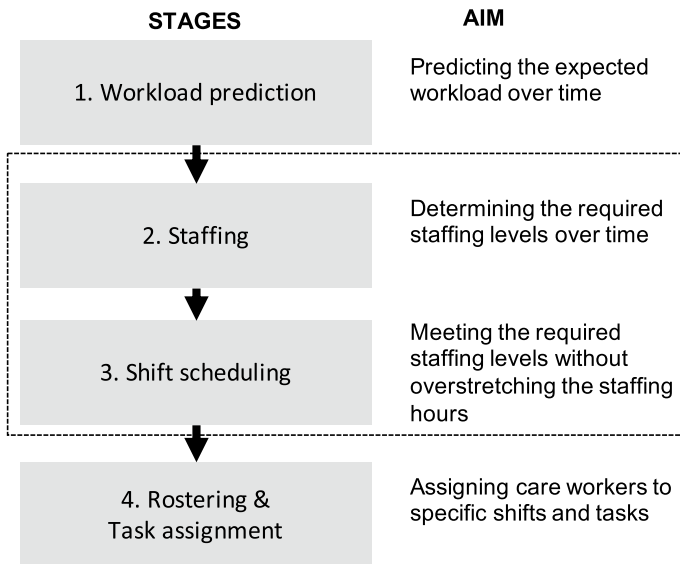 STAGES
AIM
1. Workload prediction
Predicting the expected
workload over time
2. Staffing
Determining the required
staffing levels over time
3. Shift scheduling
Meeting the required
staffing levels without
overstretching the staffing
hours
4. Rostering &
Task assignment
Assigning care workers to
specific shifts and tasks